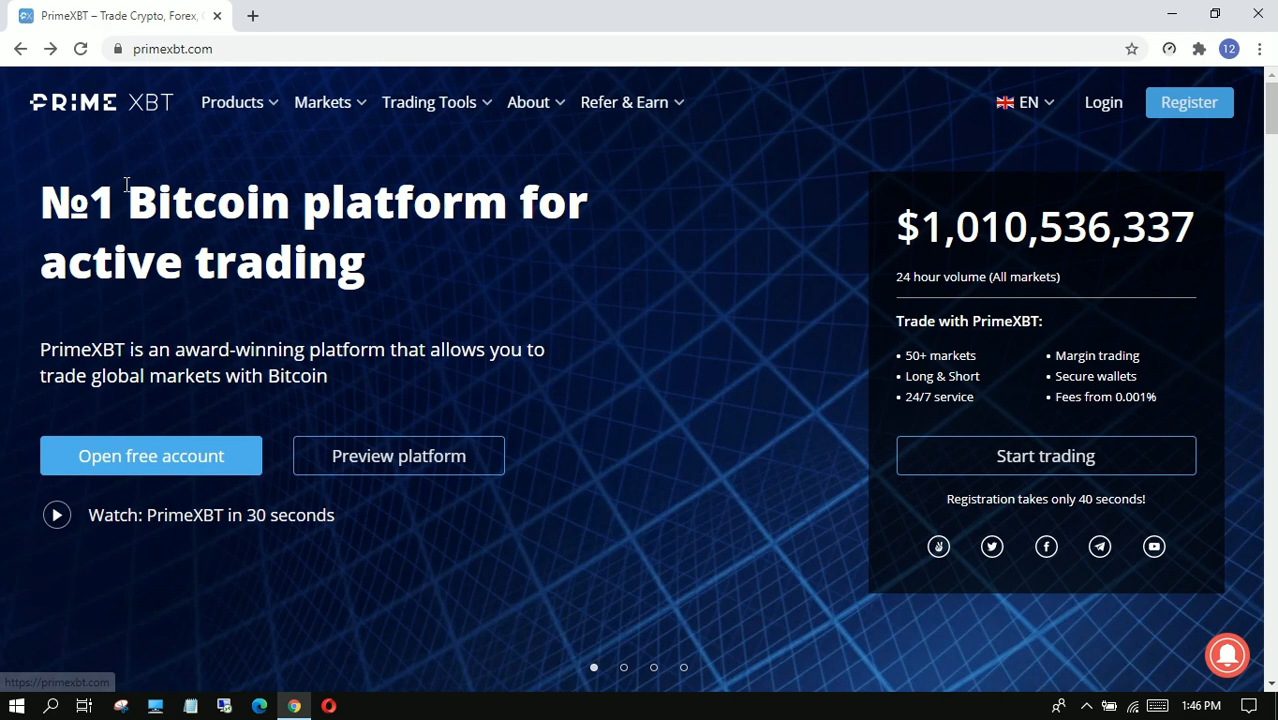 PrimeXBT – Trade Crypto, Forex,
primexbt.com
12
PRIME XBT
Products
Markets
Trading Tools
About
Refer & Earn
EN
Login
Register
№1 Bitcoin platform for
active trading
PrimeXBT is an award-winning platform that allows you to
trade global markets with Bitcoin
Open free account
Preview platform
Watch: PrimeXBT in 30 seconds
$1,010,536,337
24 hour volume (All markets)
Trade with PrimeXBT:
• 50+ markets
• Long & Short
• 24/7 service
• Margin trading
• Secure wallets
• Fees from 0.001%
Start trading
Registration takes only 40 seconds!
https://primexbt.com
1:46 PM